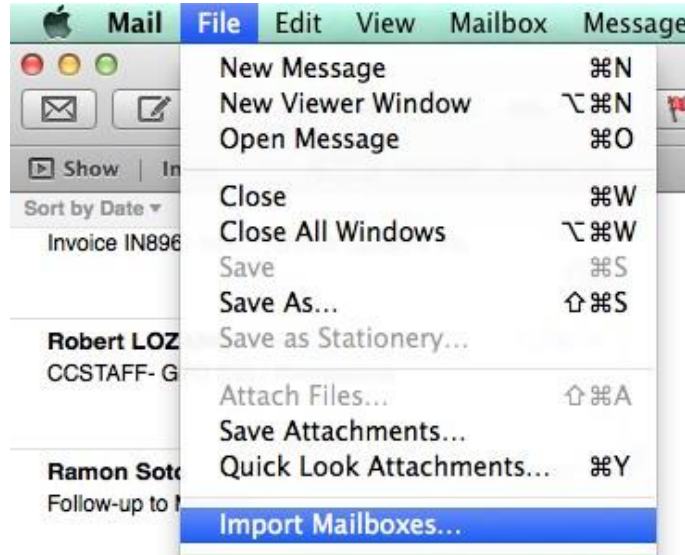 Mail File Edit View Mailbox Message
New Message ⌘N
New Viewer Window ⌥⌘N
Open Message ⌘O
Show | In
Close ⌘W
Sort by Date
Close All Windows ⌥⌘W
Invoice IN896
Save ⌘S
Save As... ⇧⌘S
Robert LOZ
Save as Stationery...
CCSTAFF- G
Attach Files... ⇧⌘A
Save Attachments...
Ramon Soto
Quick Look Attachments... ⌘Y
Follow-up to
Import Mailboxes...